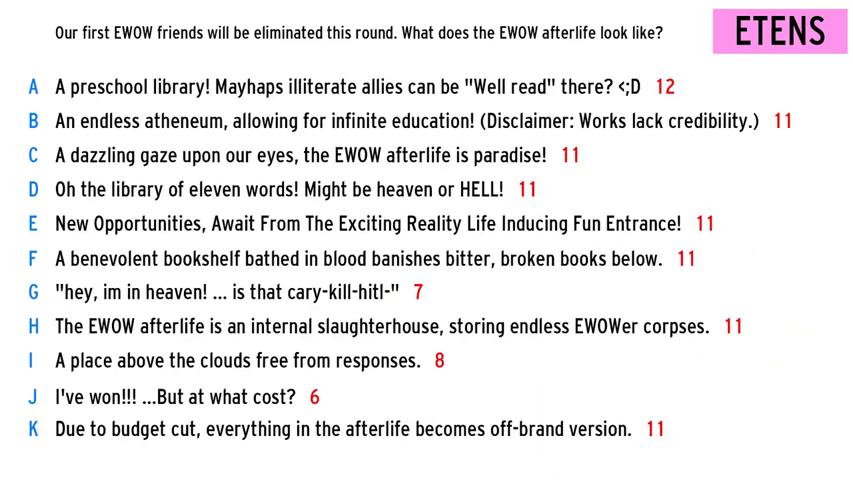 Our first EWOW friends will be eliminated this round. What does the EWOW afterlife look like?
ETENS
A A preschool library! Mayhaps illiterate allies can be "Well read" there? <;D 12
B An endless atheneum, allowing for infinite education! (Disclaimer: Works lack credibility.) 11
C A dazzling gaze upon our eyes, the EWOW afterlife is paradise! 11
D Oh the library of eleven words! Might be heaven or HELL! 11
E New Opportunities, Await From The Exciting Reality Life Inducing Fun Entrance! 11
F A benevolent bookshelf bathed in blood banishes bitter, broken books below. 11
G "hey, im in heaven! ... is that cary-kill-hitl-" 7
H The EWOW afterlife is an internal slaughterhouse, storing endless EWOWer corpses. 11
I A place above the clouds free from responses. 8
J I've won!!! ...But at what cost? 6
K Due to budget cut, everything in the afterlife becomes off-brand version. 11